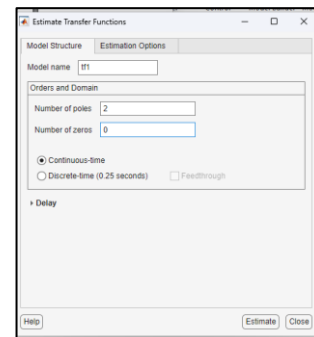 Estimate Transfer Functions
Model Structure Estimation Options
Model name tf1
Orders and Domain
Number of poles 2
Number of zeros 0
Continuous-time
Discrete-time (0.25 seconds) Feedthrough
Delay
Help Estimate Close